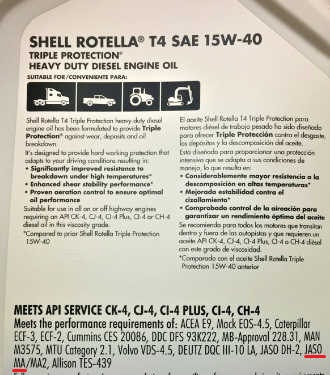 SHELL ROTELLA® T4 SAE 15W-40
TRIPLE PROTECTION®
HEAVY DUTY DIESEL ENGINE OIL
SUITABLE FOR/CONVENIENTE PARA:
Shell Rotella T4 Triple Protection heavy duty diesel
engine oil has been formulated to provide Triple
Protection® against wear, deposits and oil
breakdown.
It's designed to provide hard working protection that
adapts to your driving conditions resulting in:
• Significantly improved resistance to
breakdown under high temperatures*
• Enhanced shear stability performance*
• Proven aeration control to ensure optimal
oil performance
Suitable for use in all on or off highway engines
requiring an API CK-4, CJ-4, CI-4 Plus, CI-4 or CH-4
diesel oil in this viscosity grade.
*Compared to prior Shell Rotella Triple Protection
15W-40
El aceite Shell Rotella T4 Triple Protection para
motores diésel de trabajo pesado ha sido diseñado
para ofrecer Triple Protección contra el desgaste,
los depósitos y la descomposición del aceite.
Está diseñado para proporcionar una protección
intensiva que se adapta a sus condiciones de
manejo, lo que resulta en:
• Considerablemente mayor resistencia a la
descomposición en altas temperaturas*
• Mejorada estabilidad contra el
cizallamiento*
• Comprobado control de la aireación para
garantizar un rendimiento óptimo del aceite
Se recomienda para todos los motores que transitan
dentro y fuera de las autopistas y que requieren un
aceite API CK-4, CJ-4, CI-4 Plus, CI-4 o CH-4 diésel
con este grado de viscosidad.
*Comparado con el aceite Shell Rotella Triple
Protection 15W-40 anterior
MEETS API SERVICE CK-4, CJ-4, CI-4 PLUS, CI-4, CH-4
Meets the performance requirements of: ACEA E9, Mack EOS-4.5, Caterpillar
ECF-3, ECF-2, Cummins CES 20086, DDC DFS 93K222, MB-Approval 228.31, MAN
M3575, MTU Category 2.1, Volvo VDS-4.5, DEUTZ DQC III-10 LA, JASO DH-2, JASO
MA/MA2, Allison TES-439